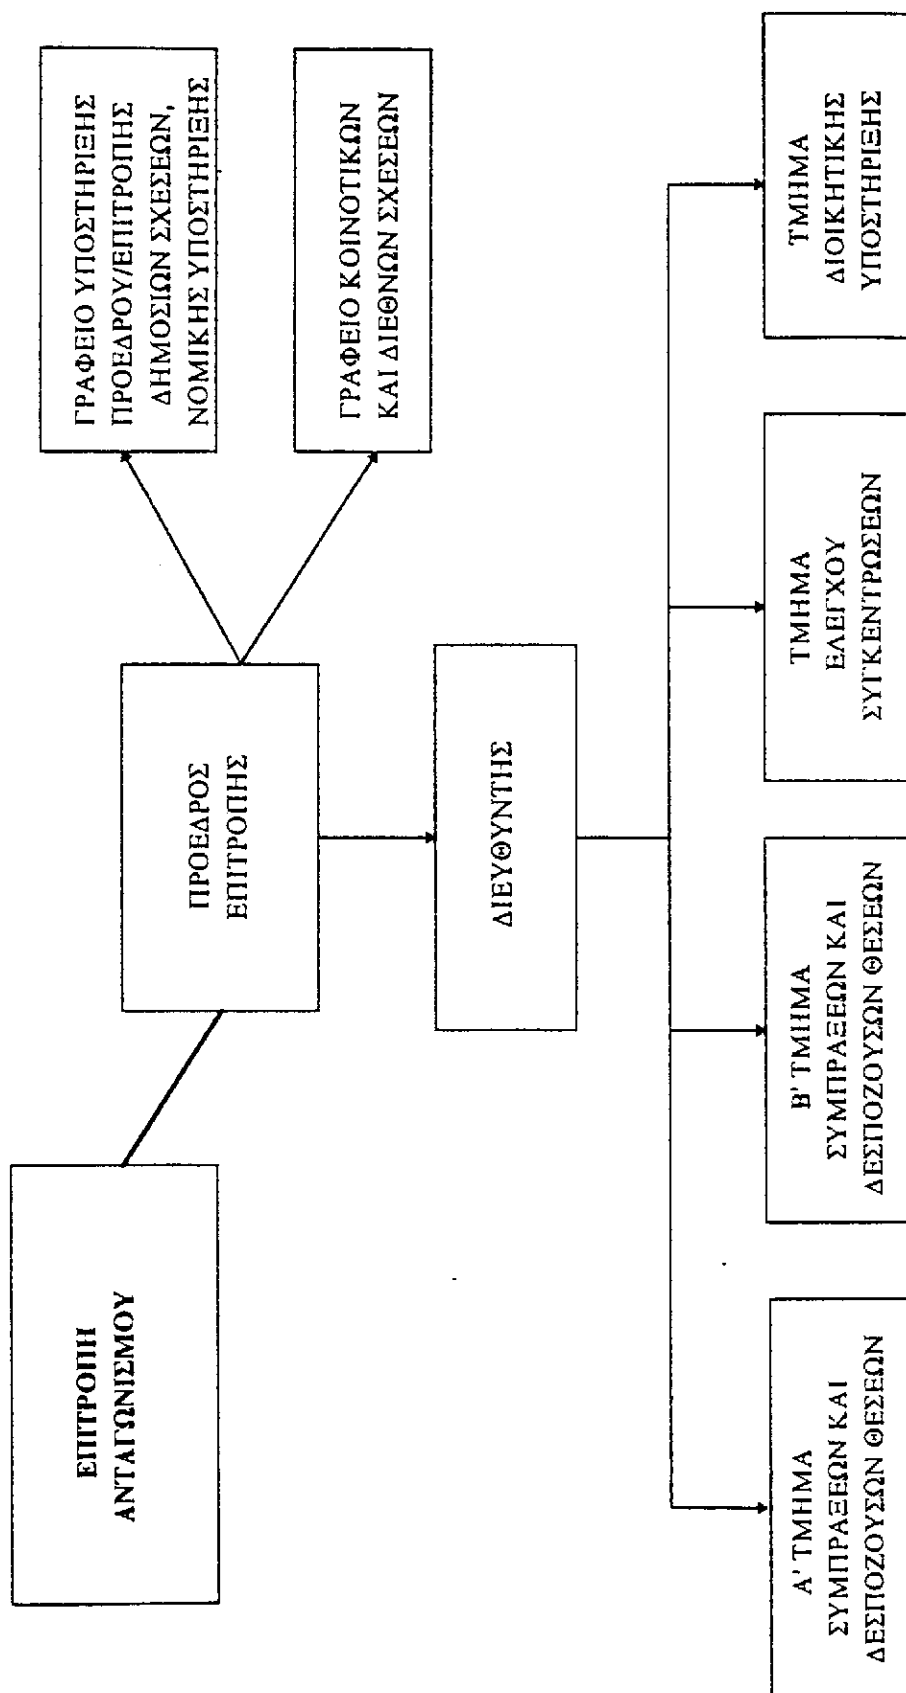 ΕΠΙΤΡΟΠΗ
ΑΝΤΑΓΩΝΙΣΜΟΥ
ΠΡΟΕΔΡΟΣ
ΕΠΙΤΡΟΠΗΣ
ΓΡΑΦΕΙΟ ΥΠΟΣΤΗΡΙΞΗΣ
ΠΡΟΕΔΡΟΥ/ΕΠΙΤΡΟΠΗΣ
ΔΗΜΟΣΙΩΝ ΣΧΕΣΕΩΝ,
ΝΟΜΙΚΗΣ ΥΠΟΣΤΗΡΙΞΗΣ
ΓΡΑΦΕΙΟ ΚΟΙΝΟΤΙΚΩΝ
ΚΑΙ ΔΙΕΘΝΩΝ ΣΧΕΣΕΩΝ
ΔΙΕΥΘΥΝΤΗΣ
Α' ΤΜΗΜΑ
ΣΥΜΠΡΑΞΕΩΝ ΚΑΙ
ΔΕΣΠΟΖΟΥΣΩΝ ΘΕΣΕΩΝ
Β' ΤΜΗΜΑ
ΣΥΜΠΡΑΞΕΩΝ ΚΑΙ
ΔΕΣΠΟΖΟΥΣΩΝ ΘΕΣΕΩΝ
ΤΜΗΜΑ
ΕΛΕΓΧΟΥ
ΣΥΓΚΕΝΤΡΩΣΕΩΝ
ΤΜΗΜΑ
ΔΙΟΙΚΗΤΙΚΗΣ
ΥΠΟΣΤΗΡΙΞΗΣ